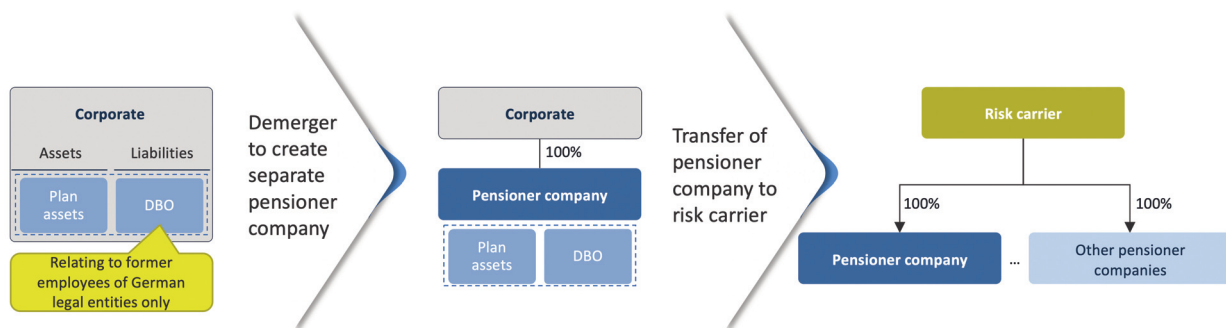 Corporate
Assets
Liabilities
Plan
assets
DBO
Relating to former
employees of German
legal entities only
Demerger
to create
separate
pensioner
company
Corporate
100%
Pensioner company
Plan
assets
DBO
Transfer of
pensioner
company to
risk carrier
Risk carrier
100%
100%
Pensioner company
...
Other pensioner
companies